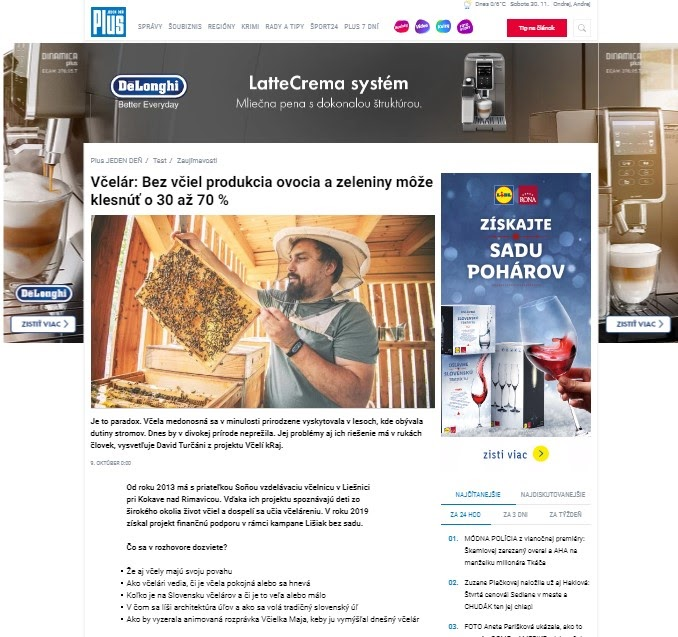 Plus
Dnes 0/6°C Sobota 30. 11. Ondrej, Andrej
SPRÁVY ŠOUBIZNIS REGIÓNY KRIMI RADY A TIPY ŠPORT24 PLUS 7 DNÍ
Tip na článok
DINAMICA
plus
DeLonghi
Better Everyday
LatteCrema systém
Mliečna pena s dokonalou štruktúrou.
DINAMICA
plus
DeLonghi
ZISTIŤ VIAC
ZISTIŤ VIAC
Plus JEDEN DEŇ / Test / Zaujímavosti
Včelár: Bez včiel produkcia ovocia a zeleniny môže
klesnúť o 30 až 70 %
Je to paradox. Včela medonosná sa v minulosti prirodzene vyskytovala v lesoch, kde obývala
dutiny stromov. Dnes by v divokej prírode neprežila. Jej problémy aj ich riešenie má v rukách
človek, vysvetľuje David Turčáni z projektu Včelí kRaj.
9. OKTÓBER 0:00
Od roku 2013 má s priateľkou Soňou vzdelávaciu včelnicu v Liešnici
pri Kokave nad Rimavicou. Vďaka ich projektu spoznávajú deti zo
širokého okolia život včiel a dospelí sa učia včeláreniu. V roku 2019
získal projekt finančnú podporu v rámci kampane Lišiak bez sadu.
Čo sa v rozhovore dozviete?
• Že aj včely majú svoju povahu
• Ako včelári vedia, či je včela pokojná alebo sa hnevá
• Koľko je na Slovensku včelárov a či je to veľa alebo málo
• V čom sa líši architektúra úľov a ako sa volá tradičný slovenský úľ
• Ako by vyzerala animovaná rozprávka Včielka Maja, keby ju vymýšľal dnešný včelár
LIDL
RONA
ZÍSKAJTE
SADU
POHÁROV
zisti viac
NAJČÍTANEJŠIE NAJDISKUTOVANEJŠIE
ZA 24 HOD ZA 3 DNI ZA TÝŽDEŇ
01. MÓDNA POLÍCIA z vianočnej premiéry:
Škamlovej zarezaný overal a AHA na
manželku milionára Tkáča
02. Zuzane Plačkovej naložila už aj Haklová:
Štvrtá cenovál Sedlane v meste a
CHUDÁK ten jej chlap!
03. FOTO Aneta Parišková ukázala, ako to